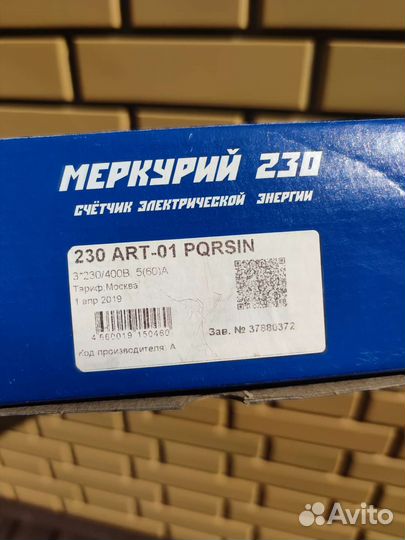 МЕРКУРИЙ 230
СЧЁТЧИК ЭЛЕКТРИЧЕСКОЙ ЭНЕРГИИ
230 ART-01 PQRSIN
3*230/400В, 5(60)А
Тариф.Москва
1 апр 2019
4 660019 150460
Зав. № 37880372
Код производителя: А
Avito